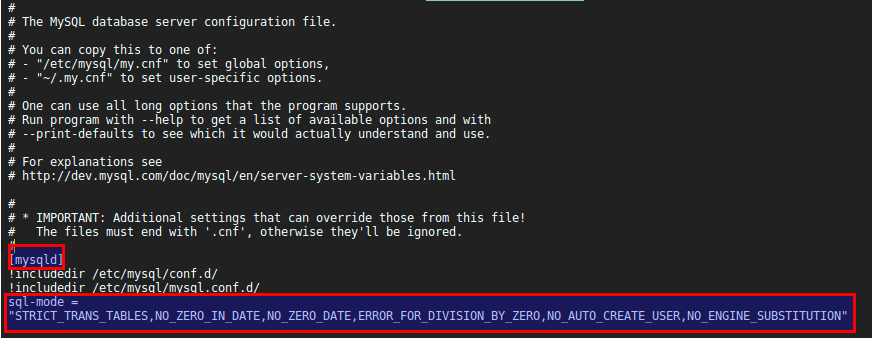 #
# The MySQL database server configuration file.
#
# You can copy this to one of:
# - "/etc/mysql/my.cnf" to set global options,
# - "~/.my.cnf" to set user-specific options.
#
# One can use all long options that the program supports.
# Run program with --help to get a list of available options and with
# --print-defaults to see which it would actually understand and use.
#
# For explanations see
# http://dev.mysql.com/doc/mysql/en/server-system-variables.html
#
# * IMPORTANT: Additional settings that can override those from this file!
#   The files must end with '.cnf', otherwise they'll be ignored.
#
[mysqld]
!includedir /etc/mysql/conf.d/
!includedir /etc/mysql/mysql.conf.d/
sql-mode =
"STRICT_TRANS_TABLES,NO_ZERO_IN_DATE,NO_ZERO_DATE,ERROR_FOR_DIVISION_BY_ZERO,NO_AUTO_CREATE_USER,NO_ENGINE_SUBSTITUTION"